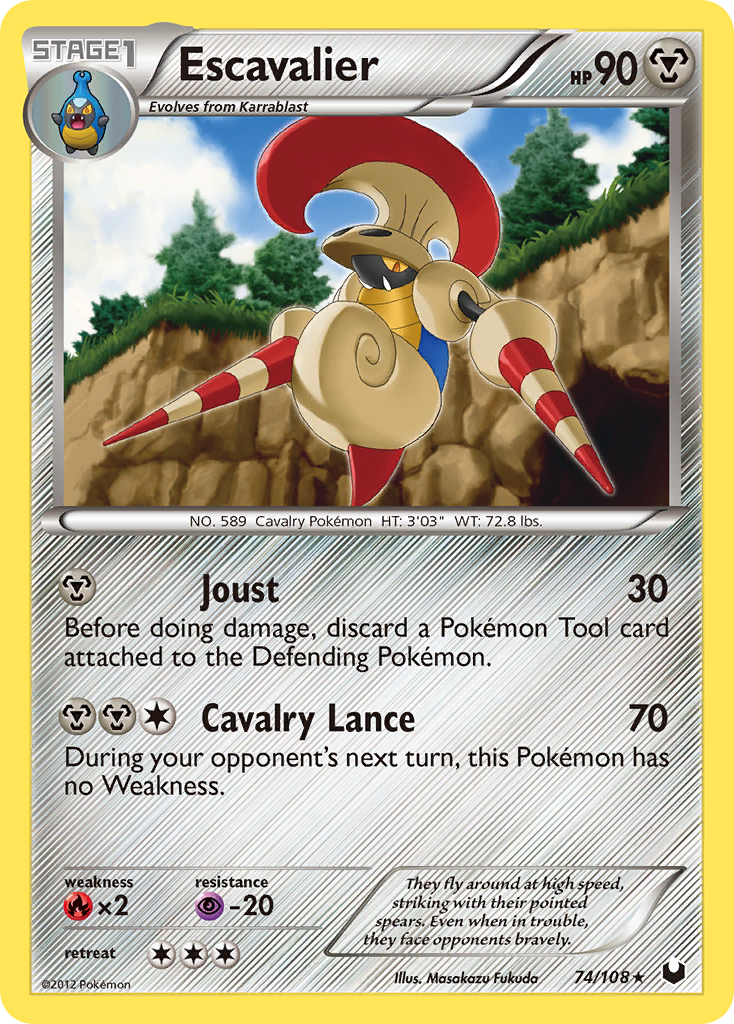 STAGE1
Escavalier
HP 90
Evolves from Karrablast
NO. 589 Cavalry Pokémon HT: 3'03" WT: 72.8 lbs.
Joust 30
Before doing damage, discard a Pokémon Tool card
attached to the Defending Pokémon.
Cavalry Lance 70
During your opponent's next turn, this Pokémon has
no Weakness.
weakness resistance
×2 -20
retreat
They fly around at high speed,
striking with their pointed
spears. Even when in trouble,
they face opponents bravely.
©2012 Pokémon
Illus. Masakazu Fukuda
74/108★